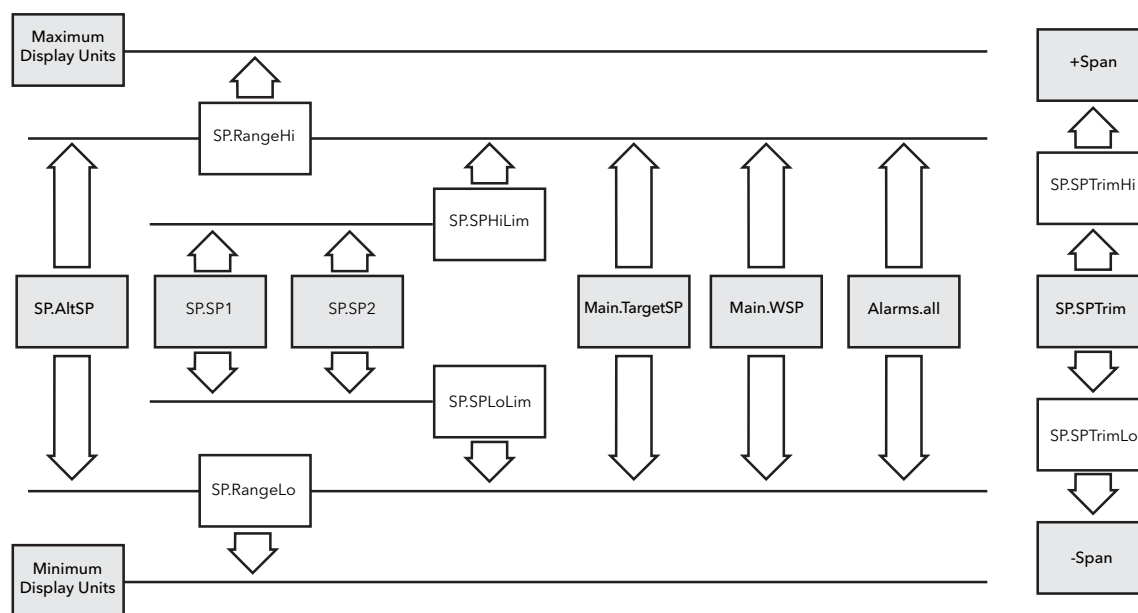 Maximum
Display Units
+Span
SP.RangeHi
SP.SPTrimHi
SP.SPHiLim
SP.AltSP
SP.SP1
SP.SP2
Main.TargetSP
Main.WSP
Alarms.all
SP.SPTrim
SP.SPLoLim
SP.SPTrimLo
SP.RangeLo
-Span
Minimum
Display Units